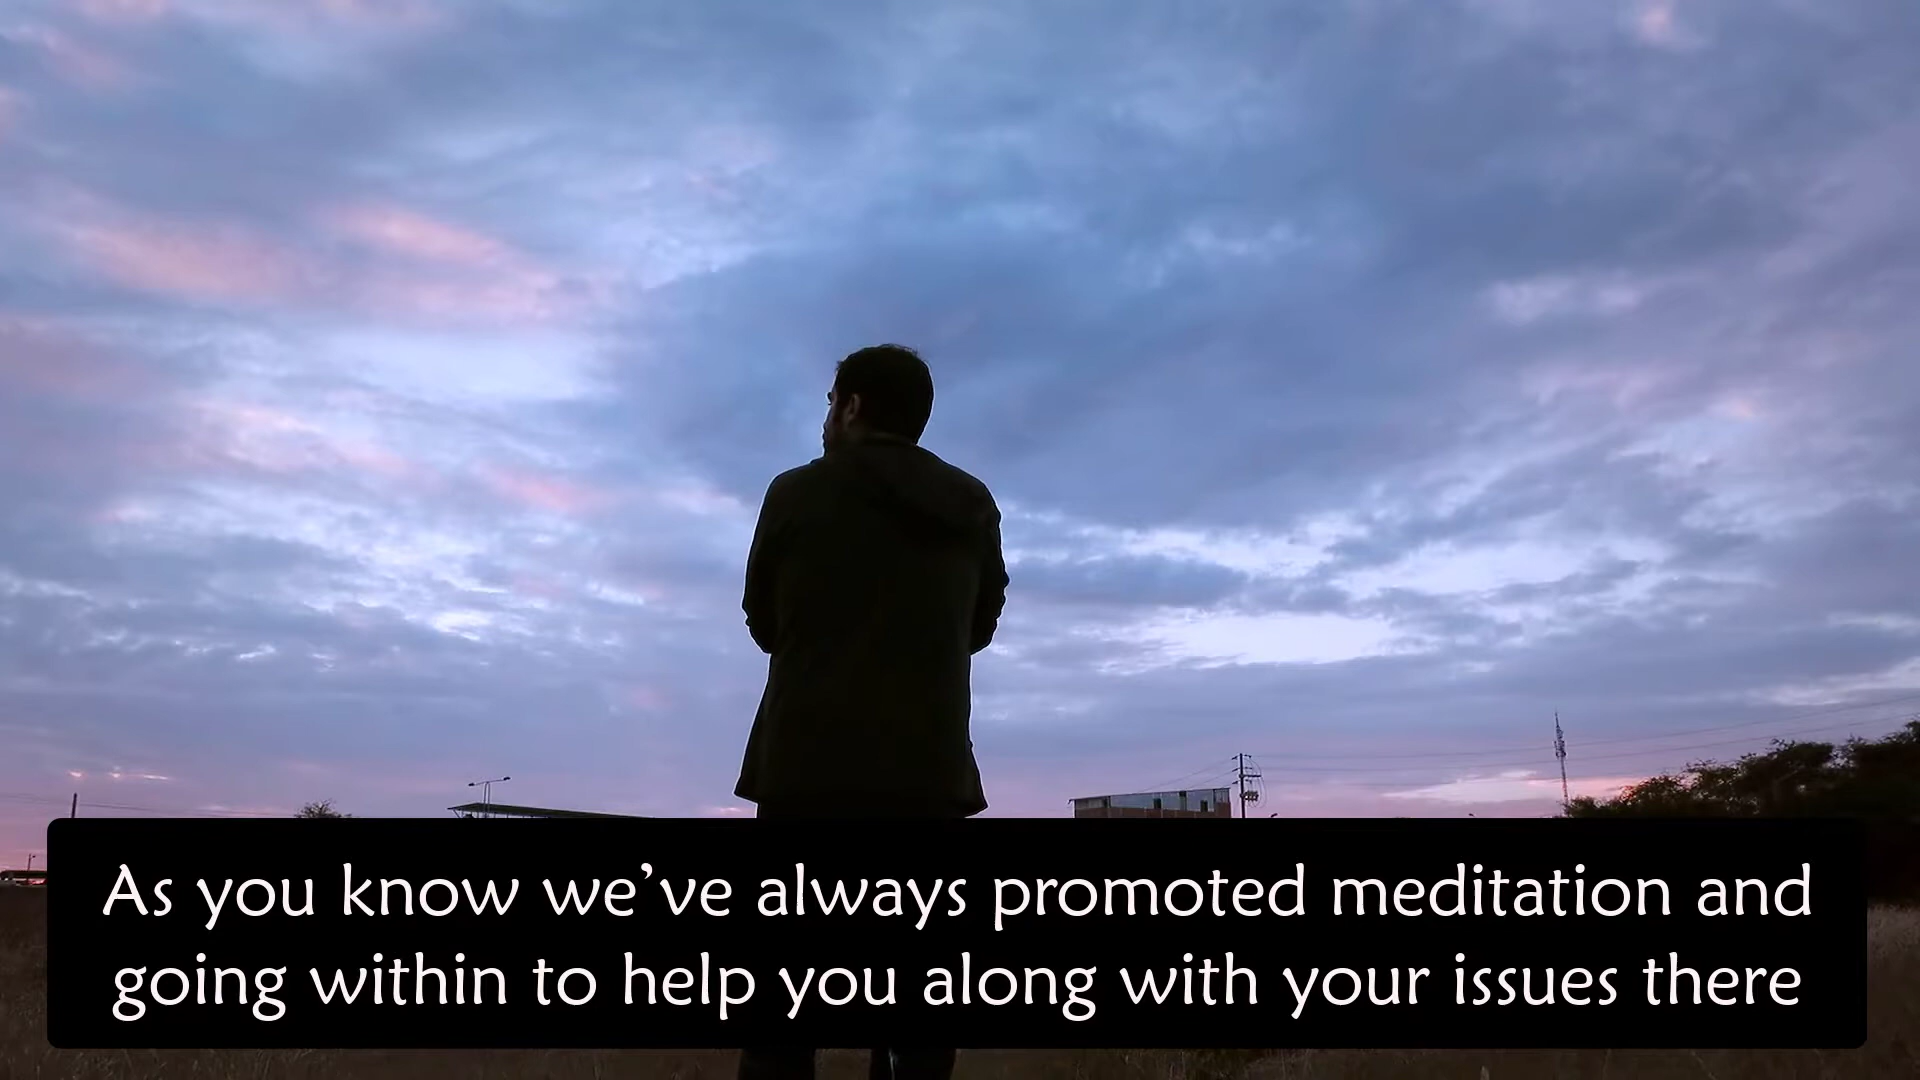 As you know we’ve always promoted meditation and
going within to help you along with your issues there